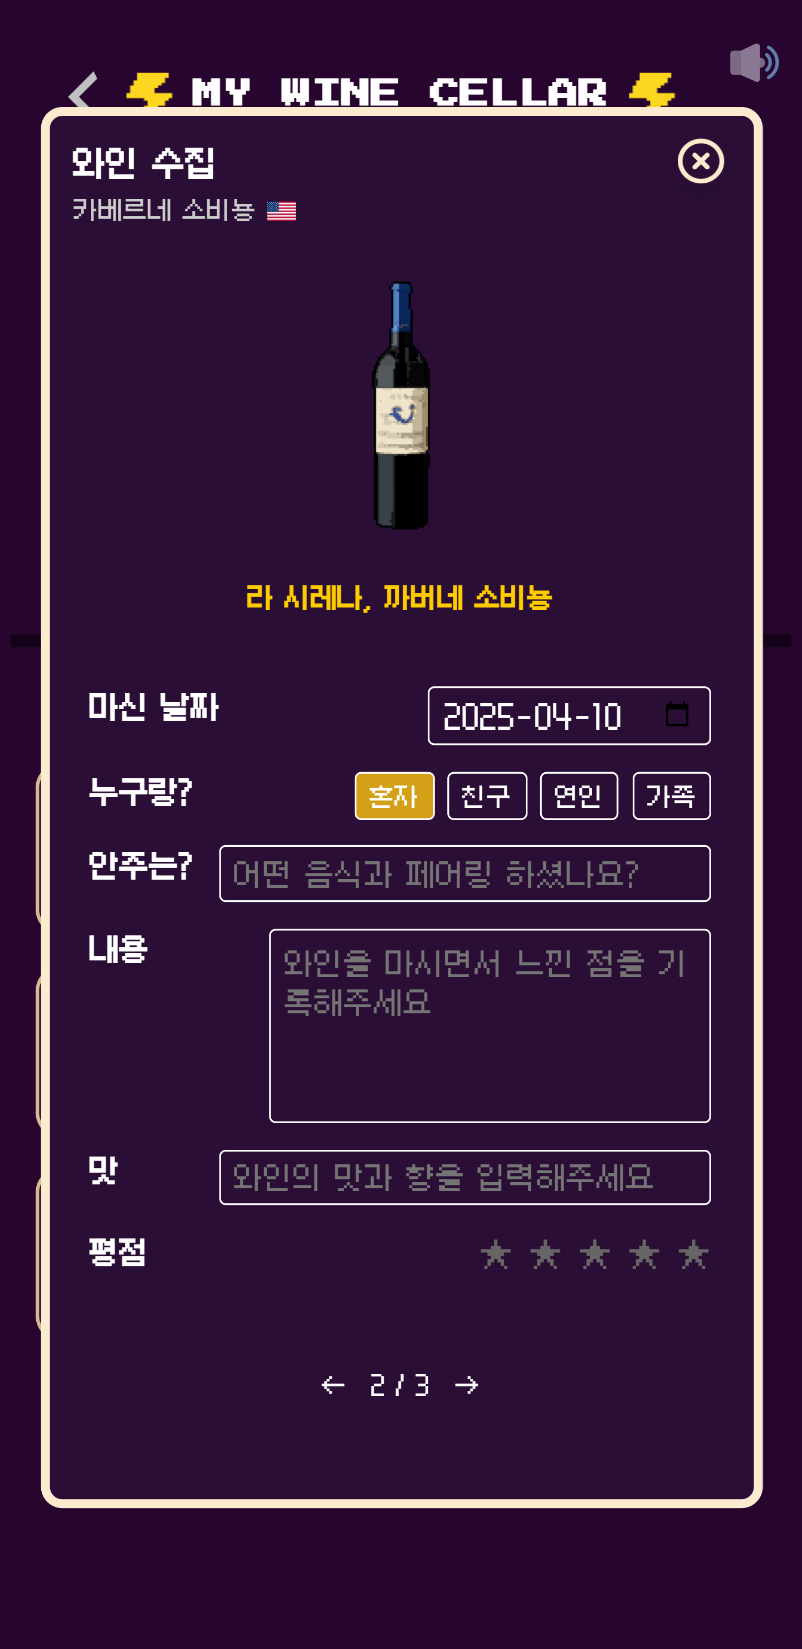 MY WINE CELLAR
와인 수집
카베르네 소비뇽
라 시레나, 까버네 소비뇽
마신 날짜
2025-04-10
누구랑?
혼자 친구 연인 가족
안주는?
어떤 음식과 페어링 하셨나요?
내용
와인을 마시면서 느낀 점을 기
록해주세요
맛
와인의 맛과 향을 입력해주세요
평점
★ ★ ★ ★ ★
← 2/3 →